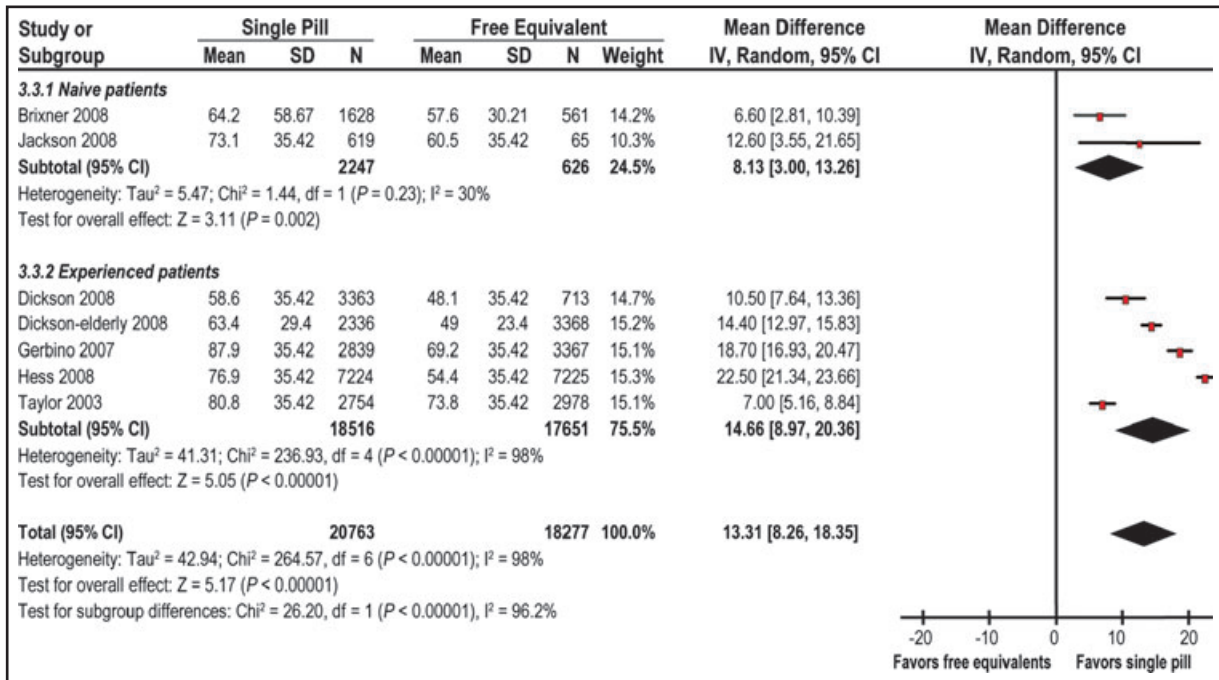 Study or Single Pill Free Equivalent Mean Difference Mean Difference
Subgroup Mean SD N Mean SD N Weight IV, Random, 95% CI IV, Random, 95% CI
3.3.1 Naive patients
Brixner 2008 64.2 58.67 1628 57.6 30.21 561 14.2% 6.60 [2.81, 10.39]
Jackson 2008 73.1 35.42 619 60.5 35.42 65 10.3% 12.60 [3.55, 21.65]
Subtotal (95% CI) 2247 626 24.5% 8.13 [3.00, 13.26]
Heterogeneity: Tau² = 5.47; Chi² = 1.44, df = 1 (P = 0.23); I² = 30%
Test for overall effect: Z = 3.11 (P = 0.002)
3.3.2 Experienced patients
Dickson 2008 58.6 35.42 3363 48.1 35.42 713 14.7% 10.50 [7.64, 13.36]
Dickson-elderly 2008 63.4 29.4 2336 49 23.4 3368 15.2% 14.40 [12.97, 15.83]
Gerbino 2007 87.9 35.42 2839 69.2 35.42 3367 15.1% 18.70 [16.93, 20.47]
Hess 2008 76.9 35.42 7224 54.4 35.42 7225 15.3% 22.50 [21.34, 23.66]
Taylor 2003 80.8 35.42 2754 73.8 35.42 2978 15.1% 7.00 [5.16, 8.84]
Subtotal (95% CI) 18516 17651 75.5% 14.66 [8.97, 20.36]
Heterogeneity: Tau² = 41.31; Chi² = 236.93, df = 4 (P < 0.00001); I² = 98%
Test for overall effect: Z = 5.05 (P < 0.00001)
Total (95% CI) 20763 18277 100.0% 13.31 [8.26, 18.35]
Heterogeneity: Tau² = 42.94; Chi² = 264.57, df = 6 (P < 0.00001); I² = 98%
Test for overall effect: Z = 5.17 (P < 0.00001)
Test for subgroup differences: Chi² = 26.20, df = 1 (P < 0.00001), I² = 96.2%
-20 -10 0 10 20
Favors free equivalents Favors single pill